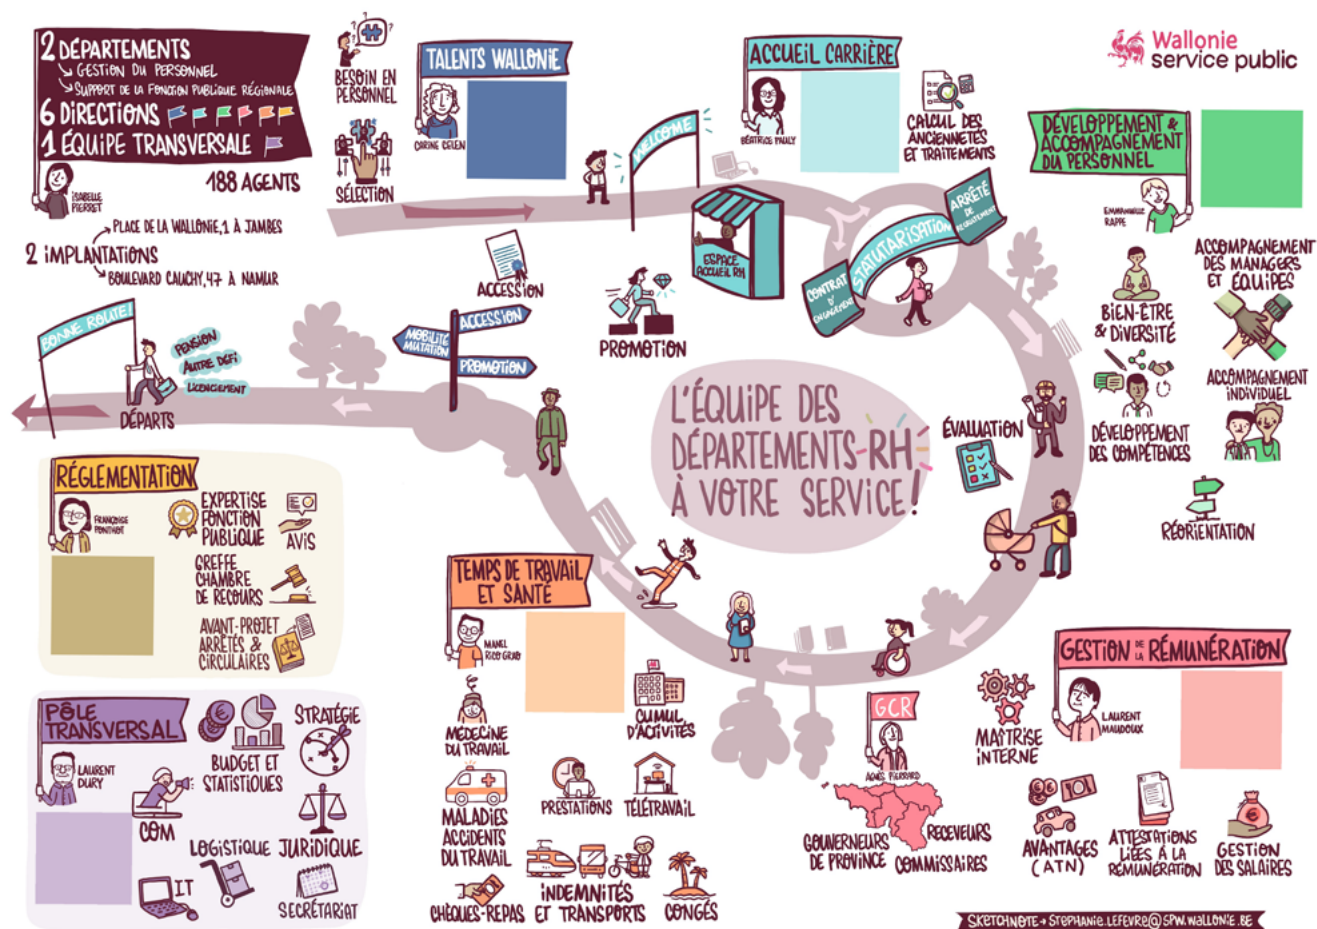 2 DÉPARTEMENTS
GESTION DU PERSONNEL
SUPPORT DE LA FONCTION PUBLIQUE RÉGIONALE
6 DIRECTIONS
1 ÉQUIPE TRANSVERSALE
ISABELLE
PIERRET
188 AGENTS
2 IMPLANTATIONS
PLACE DE LA WALLONIE, 1 À JAMBES
BOULEVARD CAUCHY, 47 À NAMUR
BESOIN EN
PERSONNEL
SÉLECTION
TALENTS WALLONIE
CARINE CELEN
WELCOME
ACCUEIL CARRIÈRE
BÉATRICE PAULY
CALCUL DES
ANCIENNETÉS
ET TRAITEMENTS
Wallonie
service public
DÉVELOPPEMENT &
ACCOMPAGNEMENT
DU PERSONNEL
EMMANUELLE
RAPPE
BIEN-ÊTRE
& DIVERSITÉ
ACCOMPAGNEMENT
DES MANAGERS
ET ÉQUIPES
DÉVELOPPEMENT
DES COMPÉTENCES
ACCOMPAGNEMENT
INDIVIDUEL
RÉORIENTATION
ESPACE
ACCUEIL RH
CONTRAT
D'ENGAGEMENT
STATUTARISATION
ARRÊTÉ
DE
RECRUTEMENT
ACCESSION
PROMOTION
MOBILITÉ
MUTATION
ACCESSION
PROMOTION
BONNE ROUTE!
PENSION
AUTRE DÉFI
LICENCIEMENT
DÉPARTS
L'ÉQUIPE DES
DÉPARTEMENTS-RH
À VOTRE SERVICE!
ÉVALUATION
RÉGLEMENTATION
FRANÇOISE
PONTHOT
EXPERTISE
FONCTION
PUBLIQUE
AVIS
GREFFE
CHAMBRE
DE RECOURS
AVANT-PROJET
ARRÊTÉS &
CIRCULAIRES
PÔLE
TRANSVERSAL
LAURENT
DURY
BUDGET ET
STATISTIQUES
STRATÉGIE
COM
LOGISTIQUE
JURIDIQUE
IT
SECRÉTARIAT
TEMPS DE TRAVAIL
ET SANTÉ
MANEL
RICO GRAO
MÉDECINE
DU TRAVAIL
CUMUL
D'ACTIVITÉS
MALADIES
ACCIDENTS
DU TRAVAIL
PRESTATIONS
TÉLÉTRAVAIL
CHÈQUES-REPAS
INDEMNITÉS
ET TRANSPORTS
CONGÉS
GCR
AGNÈS PIERRARD
GOUVERNEURS
DE PROVINCE
RECEVEURS
COMMISSAIRES
GESTION DE LA RÉMUNÉRATION
LAURENT
MAUDOUX
MAÎTRISE
INTERNE
AVANTAGES
(ATN)
ATTESTATIONS
LIÉES À LA
RÉMUNÉRATION
GESTION
DES SALAIRES
SKETCHNOTE → STEPHANIE.LEFEVRE@SPW.WALLONIE.BE